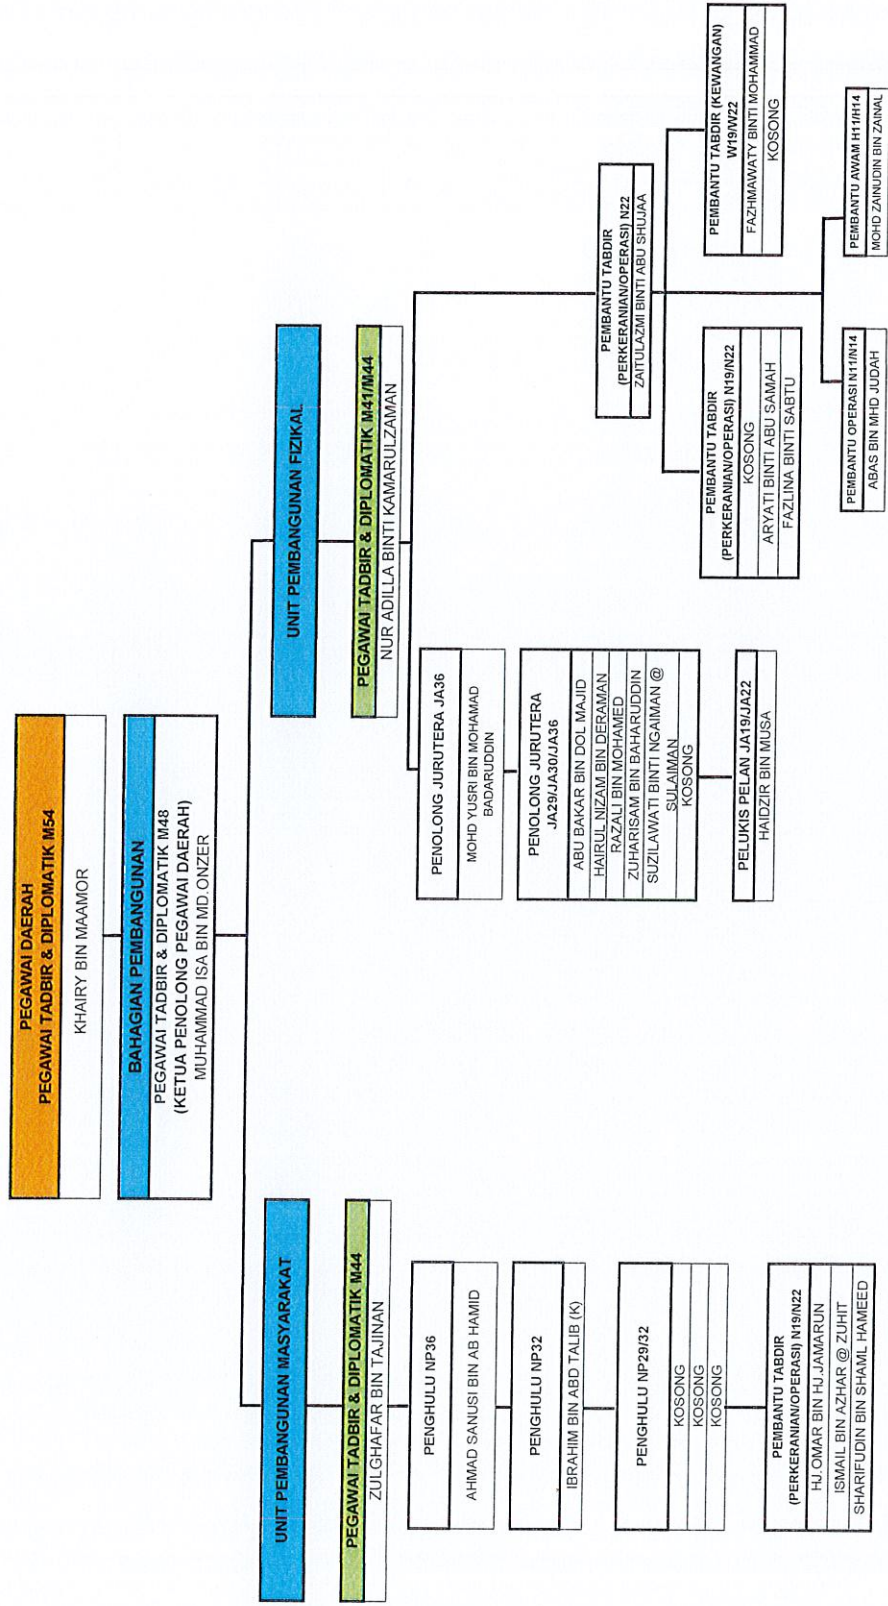 PEGAWAI DAERAH
PEGAWAI TADBIR & DIPLOMATIK M54
KHAIRY BIN MAAMOR
BAHAGIAN PEMBANGUNAN
PEGAWAI TADBIR & DIPLOMATIK M48
(KETUA PENOLONG PEGAWAI DAERAH)
MUHAMMAD ISA BIN MD.ONZER
UNIT PEMBANGUNAN MASYARAKAT
PEGAWAI TADBIR & DIPLOMATIK M44
ZULGHAFAR BIN TAJINAN
PENGHULU NP36
AHMAD SANUSI BIN AB HAMID
PENGHULU NP32
IBRAHIM BIN ABD TALIB (K)
PENGHULU NP29/32
KOSONG
KOSONG
KOSONG
PEMBANTU TABDIR
(PERKERANIAN/OPERASI) N19/N22
HJ.OMAR BIN HJ.JAMARUN
ISMAIL BIN AZHAR @ ZUHIT
SHARIFUDIN BIN SHAML HAMEED
UNIT PEMBANGUNAN FIZIKAL
PEGAWAI TADBIR & DIPLOMATIK M41/M44
NUR ADILLA BINTI KAMARULZAMAN
PENOLONG JURUTERA JA36
MOHD YUSRI BIN MOHAMAD
BADARUDDIN
PENOLONG JURUTERA
JA29/JA30/JA36
ABU BAKAR BIN DOL MAJID
HAIRUL NIZAM BIN DERAMAN
RAZALI BIN MOHAMED
ZUHARISAM BIN BAHARUDDIN
SUZILAWATI BINTI NGAIMAN @
SULAIMAN
KOSONG
PELUKIS PELAN JA19/JA22
HAIDZIR BIN MUSA
PEMBANTU TABDIR
(PERKERANIAN/OPERASI) N22
ZAITULAZMI BINTI ABU SHUJAA
PEMBANTU TABDIR
(PERKERANIAN/OPERASI) N19/N22
KOSONG
ARYATI BINTI ABU SAMAH
FAZLINA BINTI SABTU
PEMBANTU TABDIR (KEWANGAN)
W19/W22
FAZHMAWATY BINTI MOHAMMAD
KOSONG
PEMBANTU OPERASI N11/N14
ABAS BIN MHD JUDAH
PEMBANTU AWAM H11/H14
MOHD ZAINUDIN BIN ZAINAL